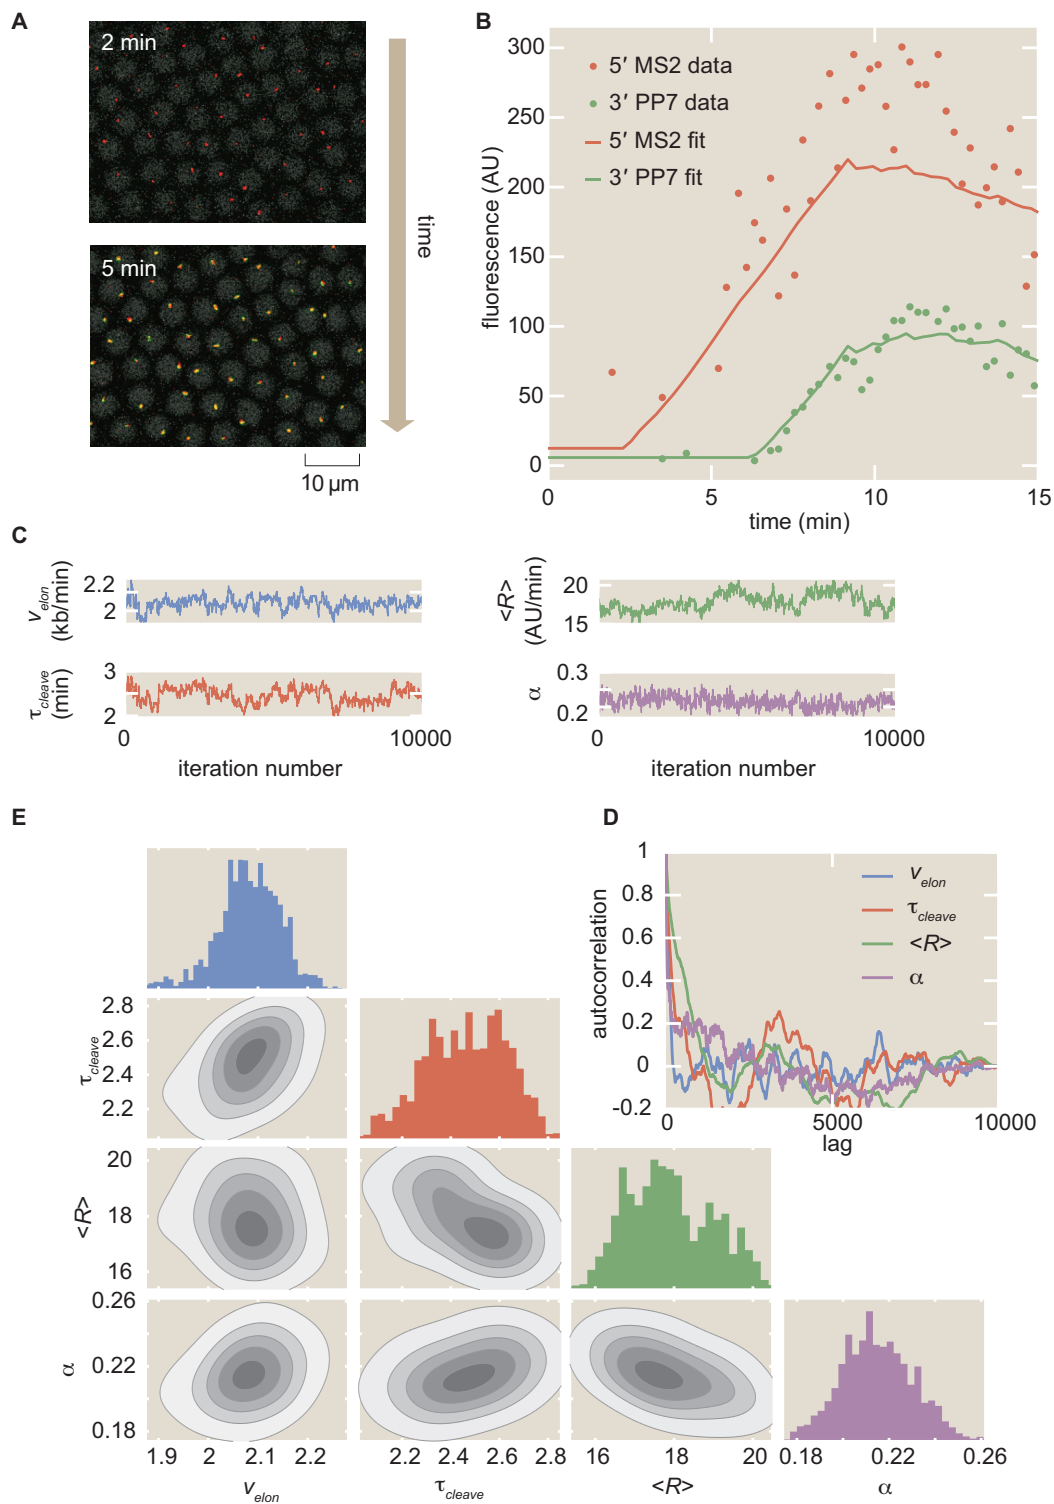 A
2 min
5 min
time
10 µm
B
300
250
200
150
100
50
0
fluorescence (AU)
5′ MS2 data
3′ PP7 data
5′ MS2 fit
3′ PP7 fit
0 5 10 15
time (min)
C
v_elon
(kb/min)
2.2
2
τ_cleave
(min)
3
2
0 10000
iteration number
<R>
(AU/min)
20
15
α
0.3
0.2
0 10000
iteration number
E
D
1
0.8
0.6
0.4
0.2
0
-0.2
autocorrelation
v_elon
τ_cleave
<R>
α
0 5000 10000
lag
τ_cleave
2.8
2.6
2.4
2.2
<R>
20
18
16
α
0.26
0.22
0.18
1.9 2 2.1 2.2
v_elon
2.2 2.4 2.6 2.8
τ_cleave
16 18 20
<R>
0.18 0.22 0.26
α